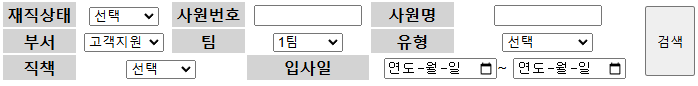 재직상태 선택 사원번호 사원명
부서 고객지원 팀 1팀 유형 선택 검색
직책 선택 입사일 연도-월-일 ~ 연도-월-일